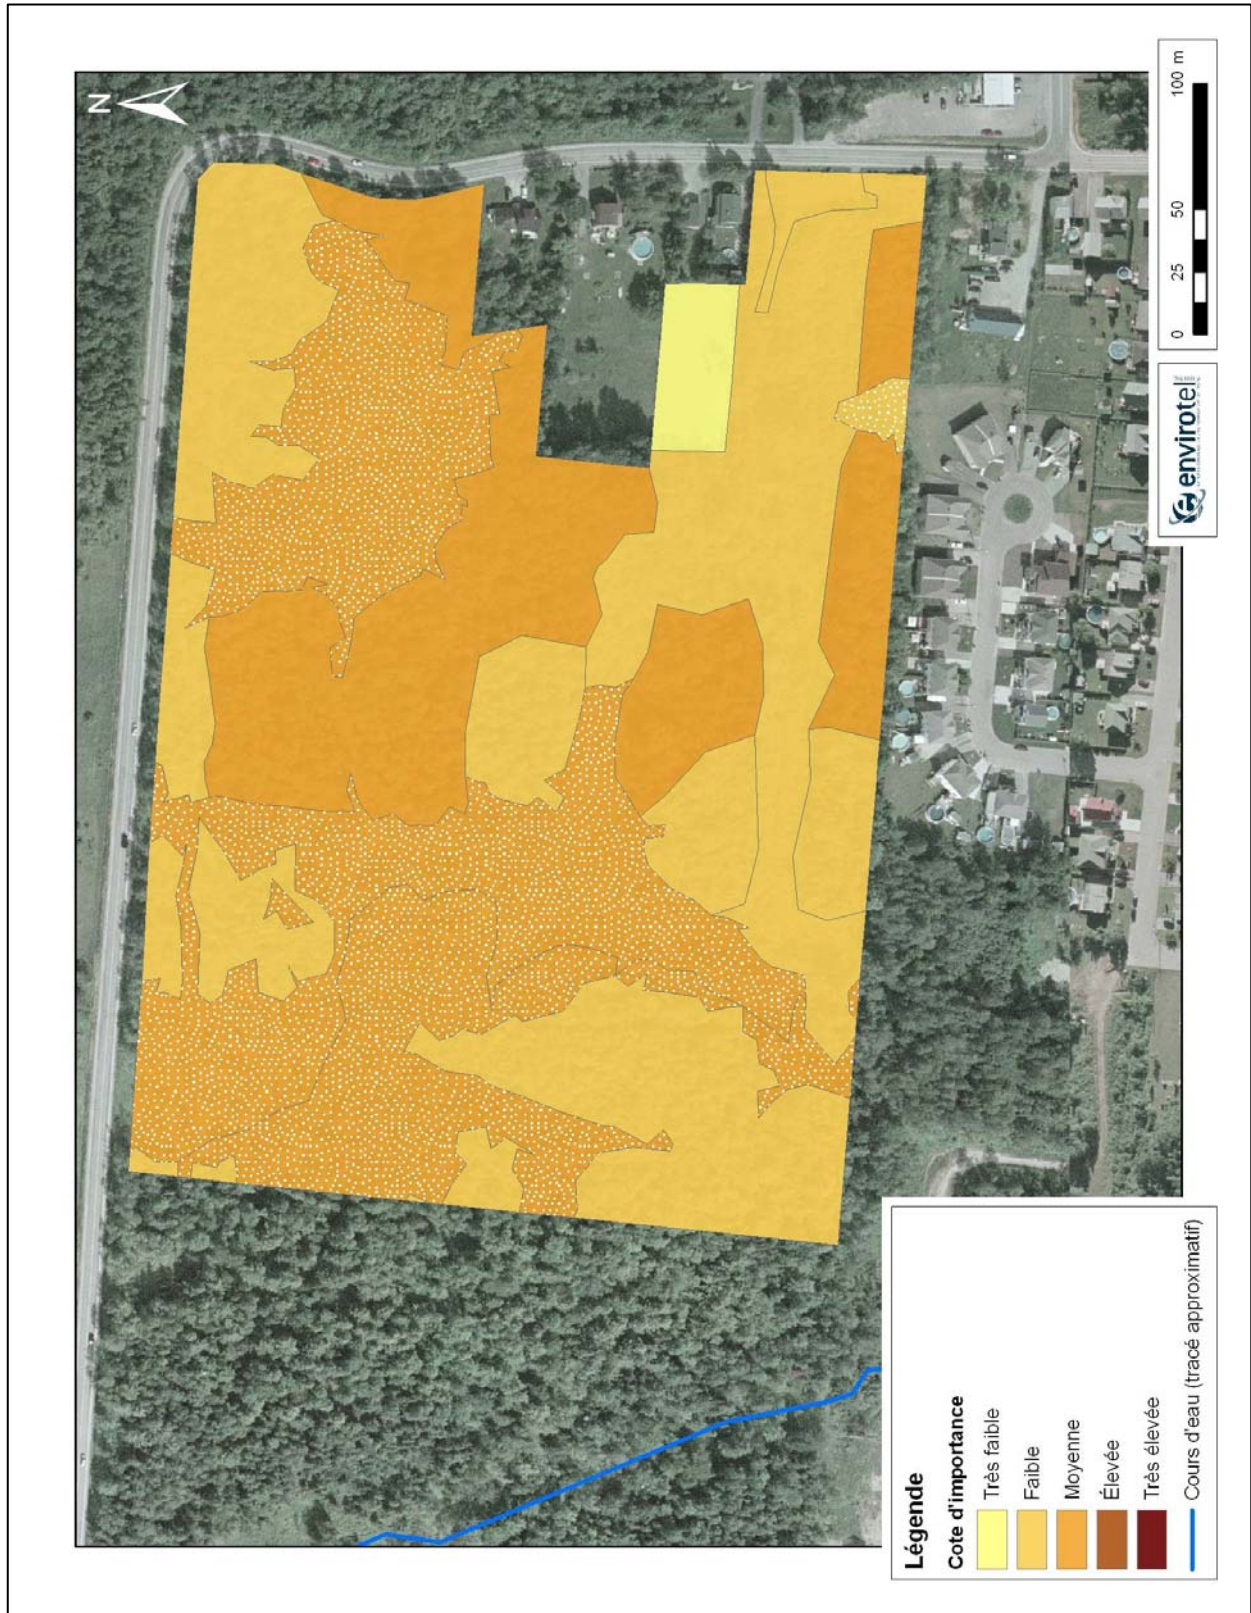 N
Légende
Cote d'importance
Très faible
Faible
Moyenne
Élevée
Très élevée
Cours d'eau (tracé approximatif)
envirotel
0 25 50 100 m